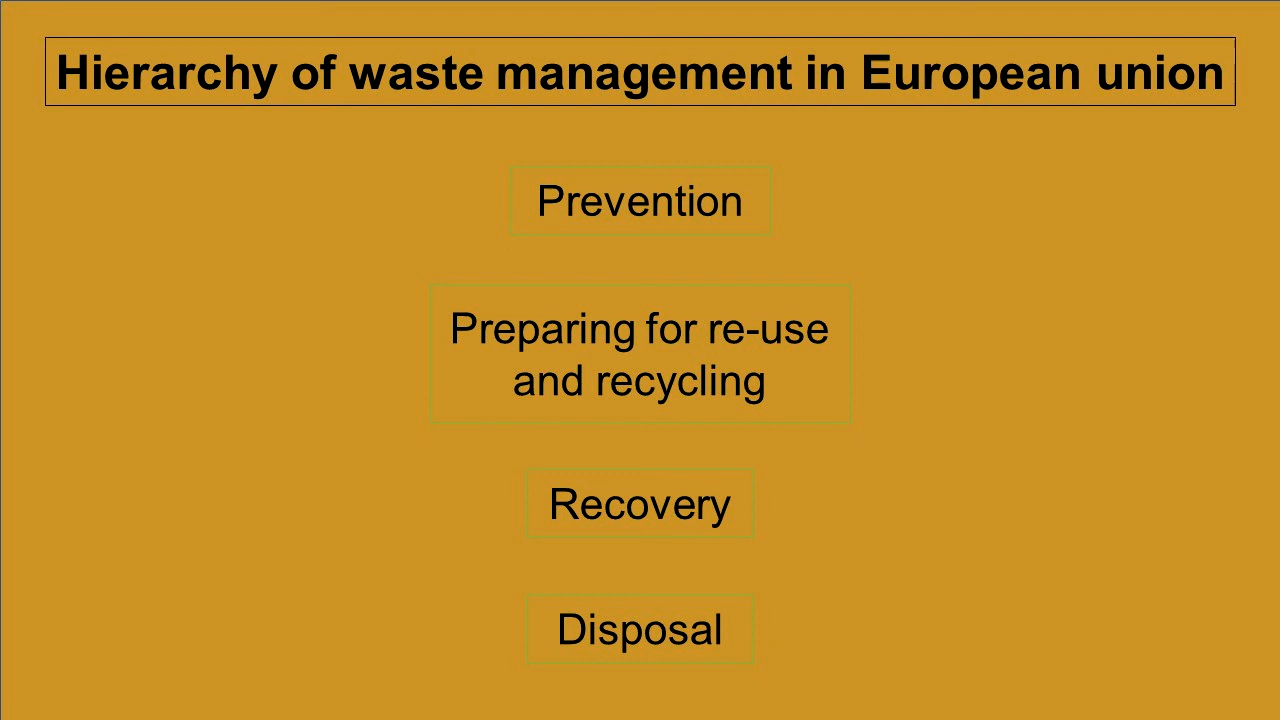 Hierarchy of waste management in European union
Prevention
Preparing for re-use
and recycling
Recovery
Disposal